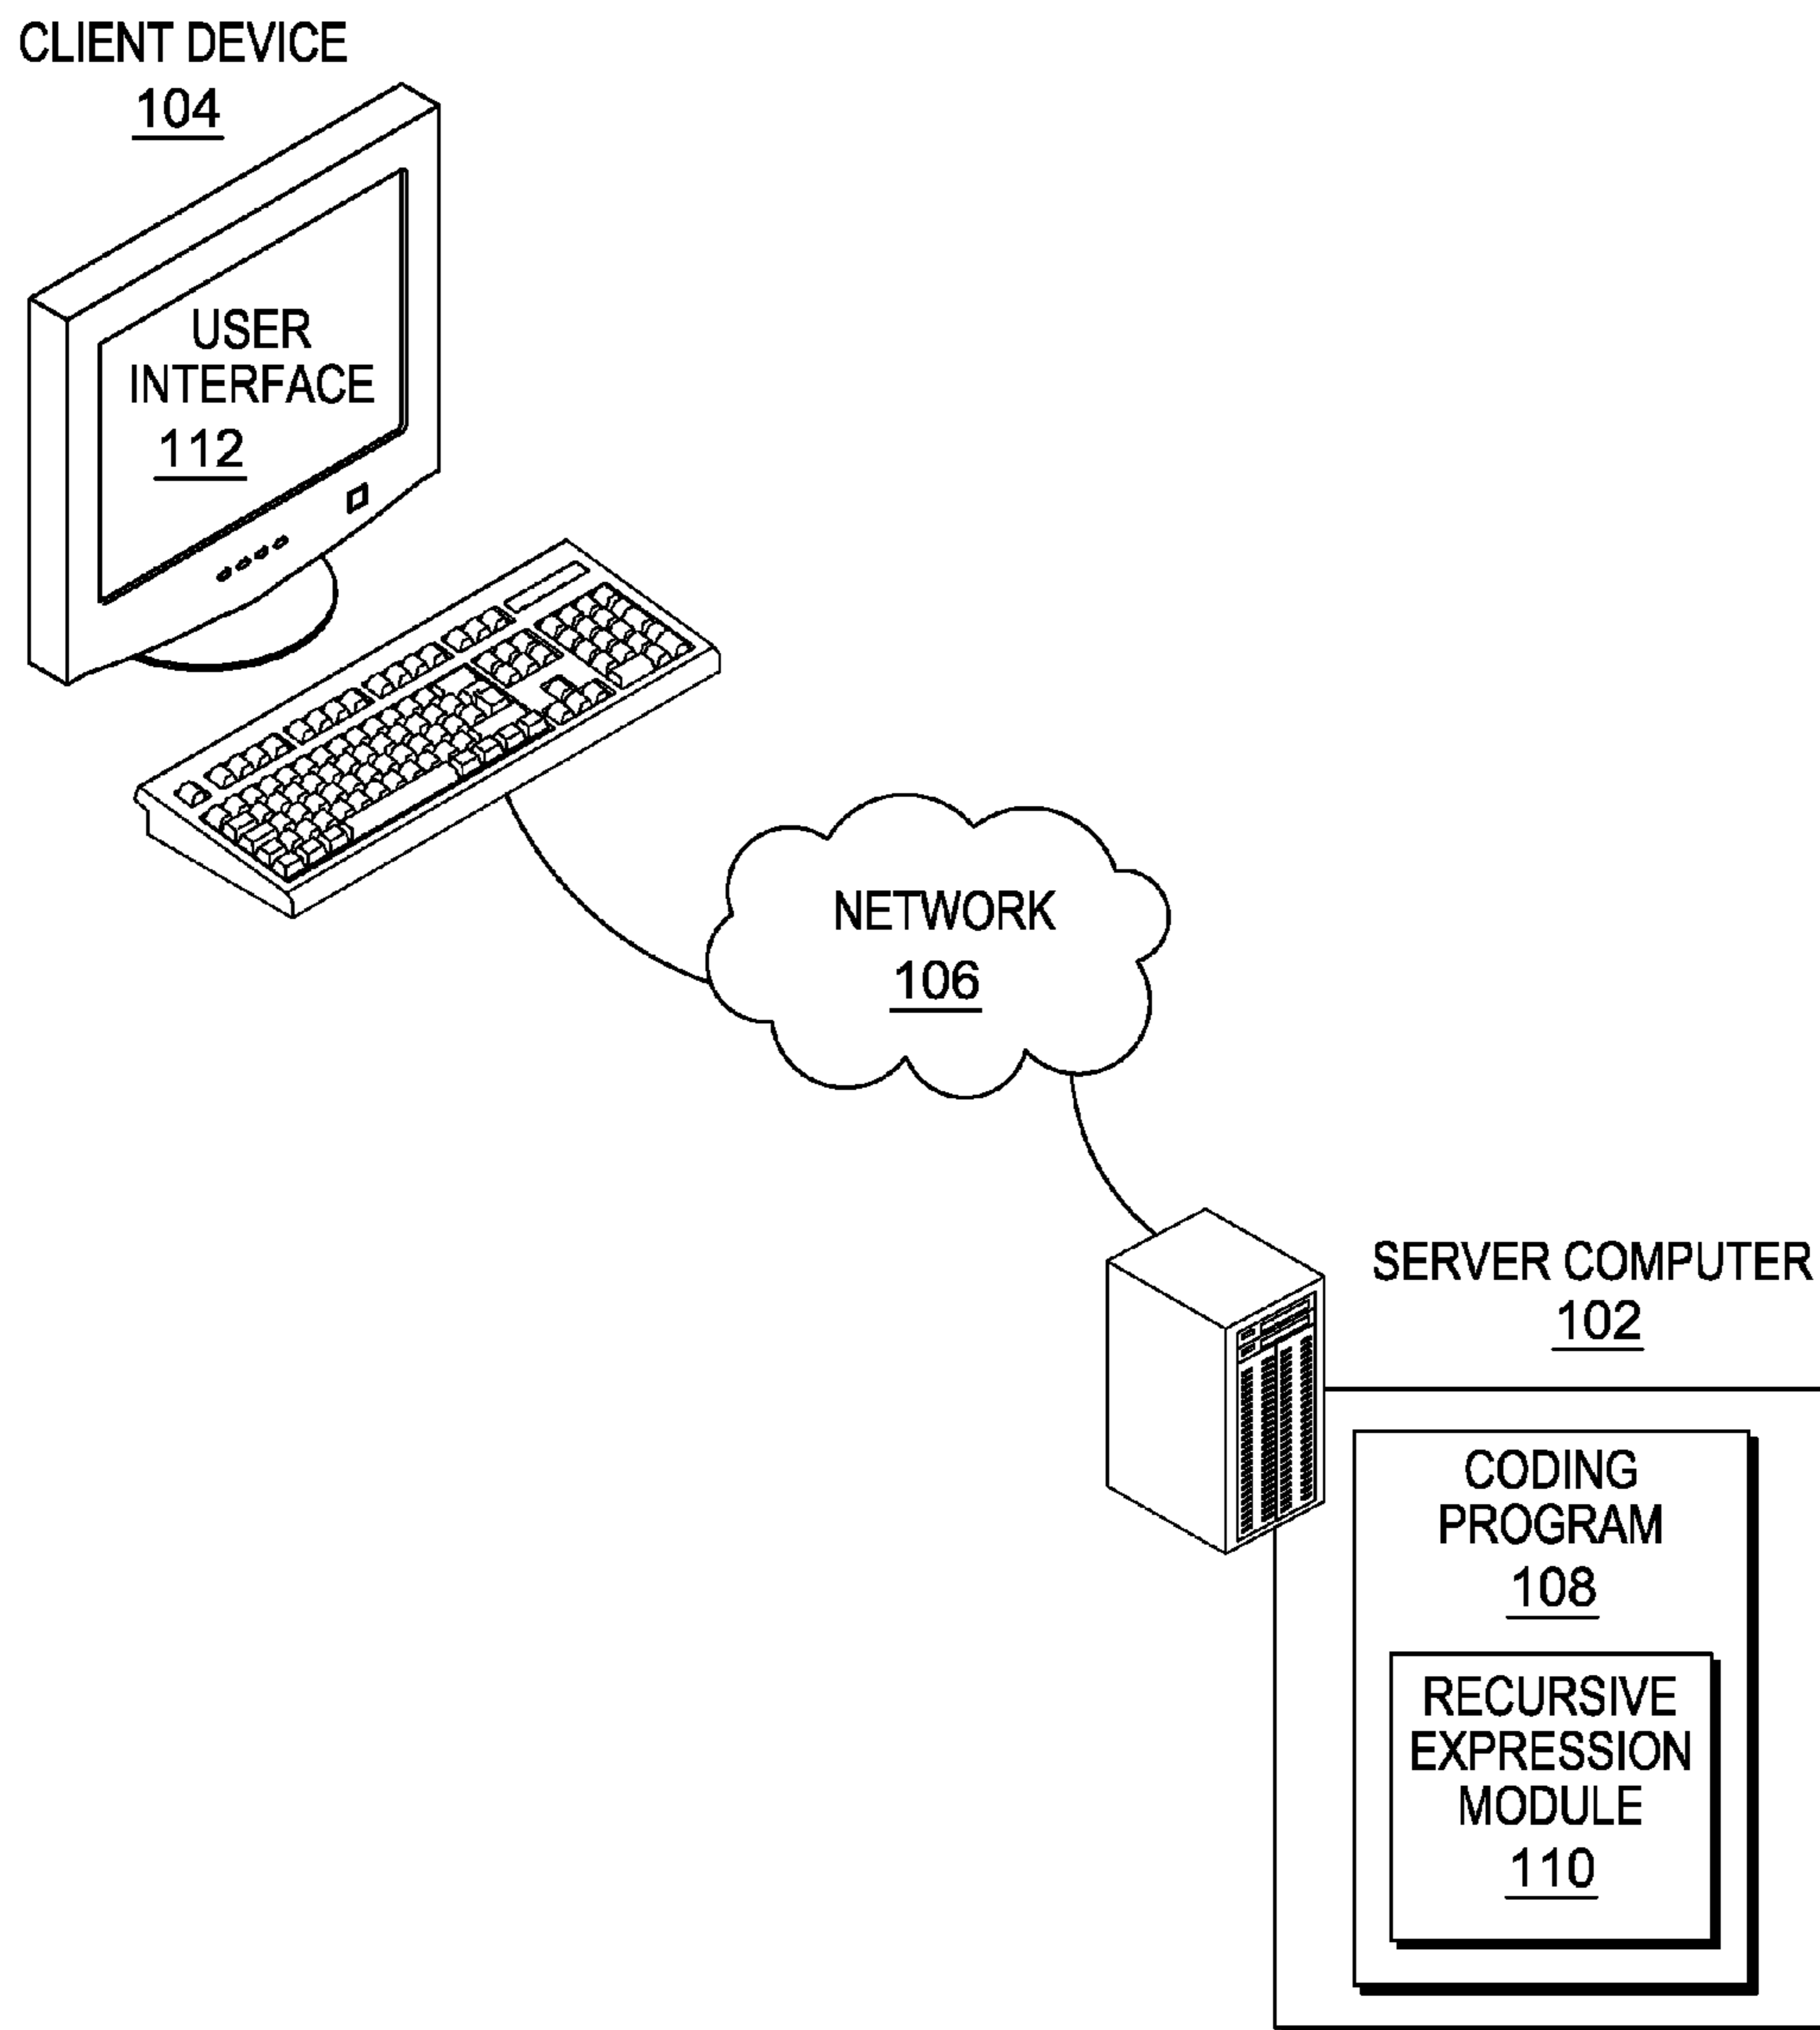 CLIENT DEVICE
104
USER
INTERFACE
112
NETWORK
106
SERVER COMPUTER
102
CODING
PROGRAM
108
RECURSIVE
EXPRESSION
MODULE
110